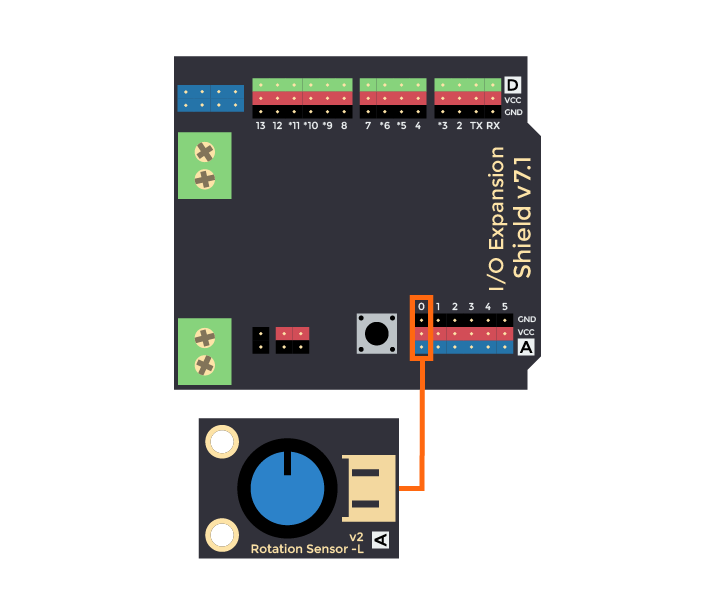 D
VCC
GND
13 12 *11 *10 *9 8 7 *6 *5 4 *3 2 TX RX
I/O Expansion
Shield v7.1
0 1 2 3 4 5
GND
VCC
A
v2
Rotation Sensor -L
A